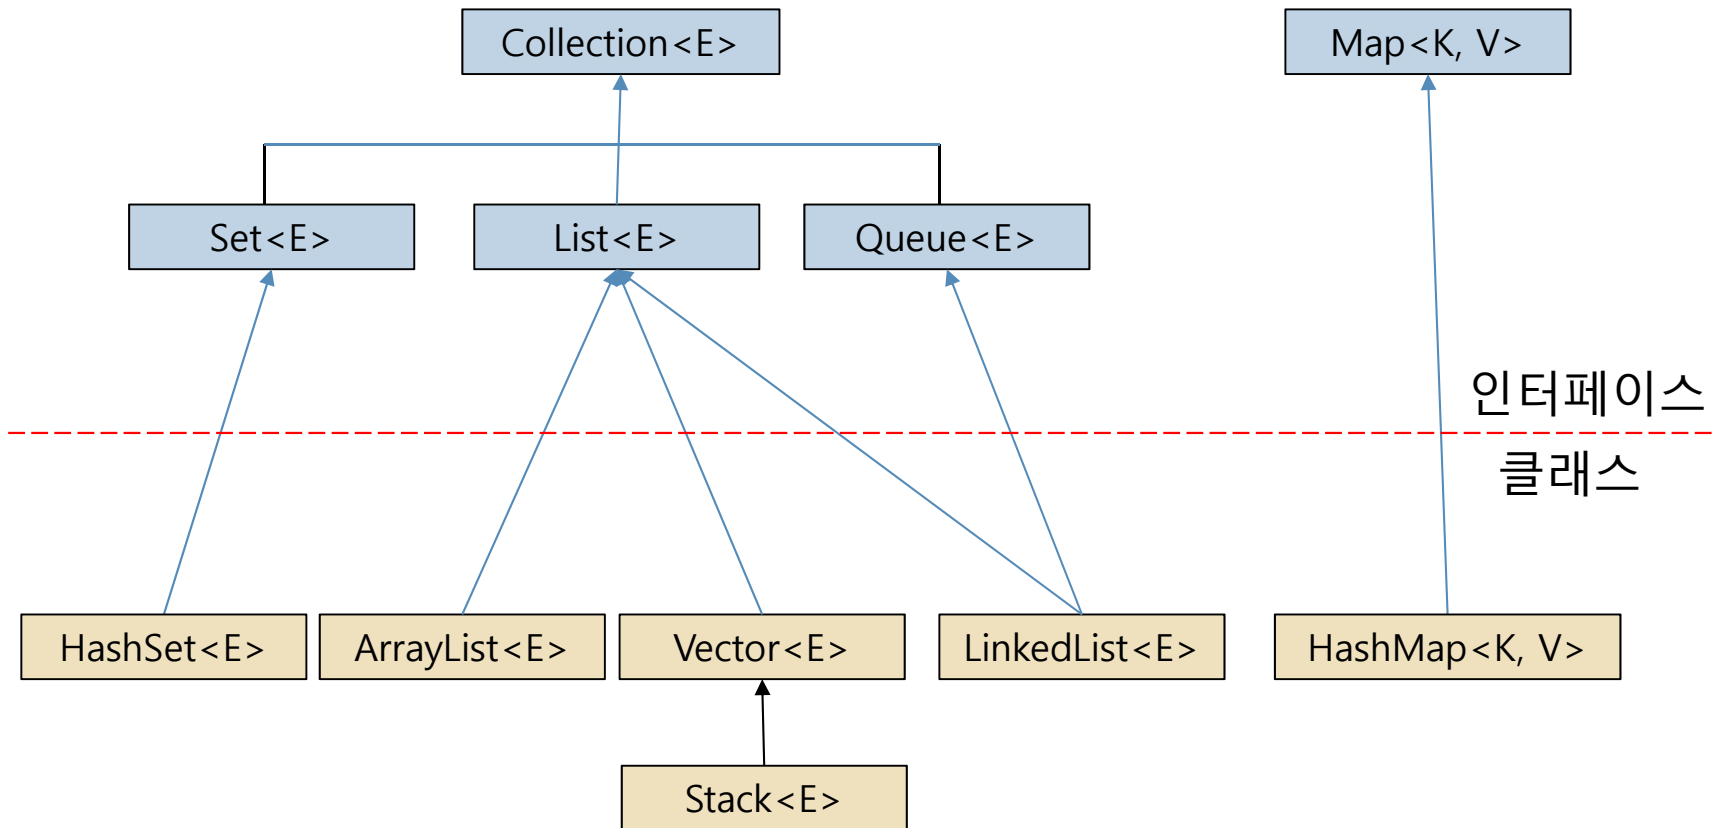 Collection<E>
Map<K, V>
Set<E>
List<E>
Queue<E>
인터페이스
클래스
HashSet<E>
ArrayList<E>
Vector<E>
LinkedList<E>
HashMap<K, V>
Stack<E>